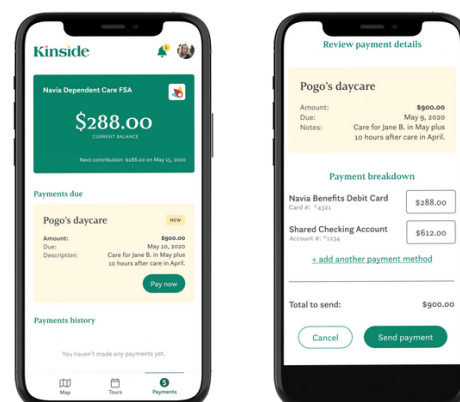 Kinside
Navia Dependent Care FSA
$288.00
CURRENT BALANCE
Next contribution: $288.00 on May 15, 2020
Payments due
Pogo's daycare
NEW
Amount: $900.00
Due: May 10, 2020
Description: Care for Jane B. in May plus
10 hours after care in April.
Pay now
Payments history
You haven't made any payments yet.
Map
Tours
5
Payments
Review payment details
Pogo's daycare
Amount: $900.00
Due: May 9, 2020
Notes: Care for Jane B. in May plus
10 hours after care in April.
Payment breakdown
Navia Benefits Debit Card
Card #: *4321
$288.00
Shared Checking Account
Account #: *1234
$612.00
+ add another payment method
Total to send: $900.00
Cancel
Send payment